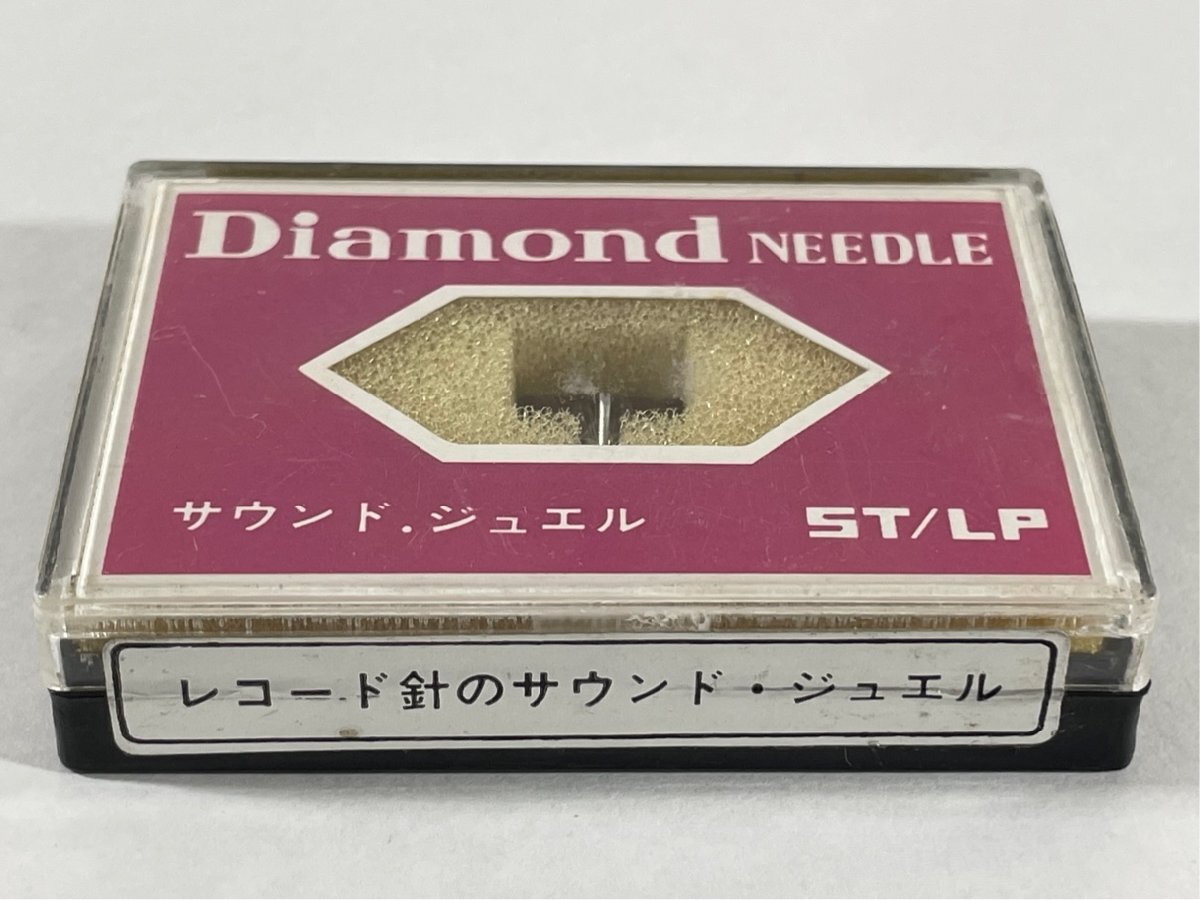 Diamond NEEDLE
サウンド.ジュエル ST/LP
レコード針のサウンド・ジュエル